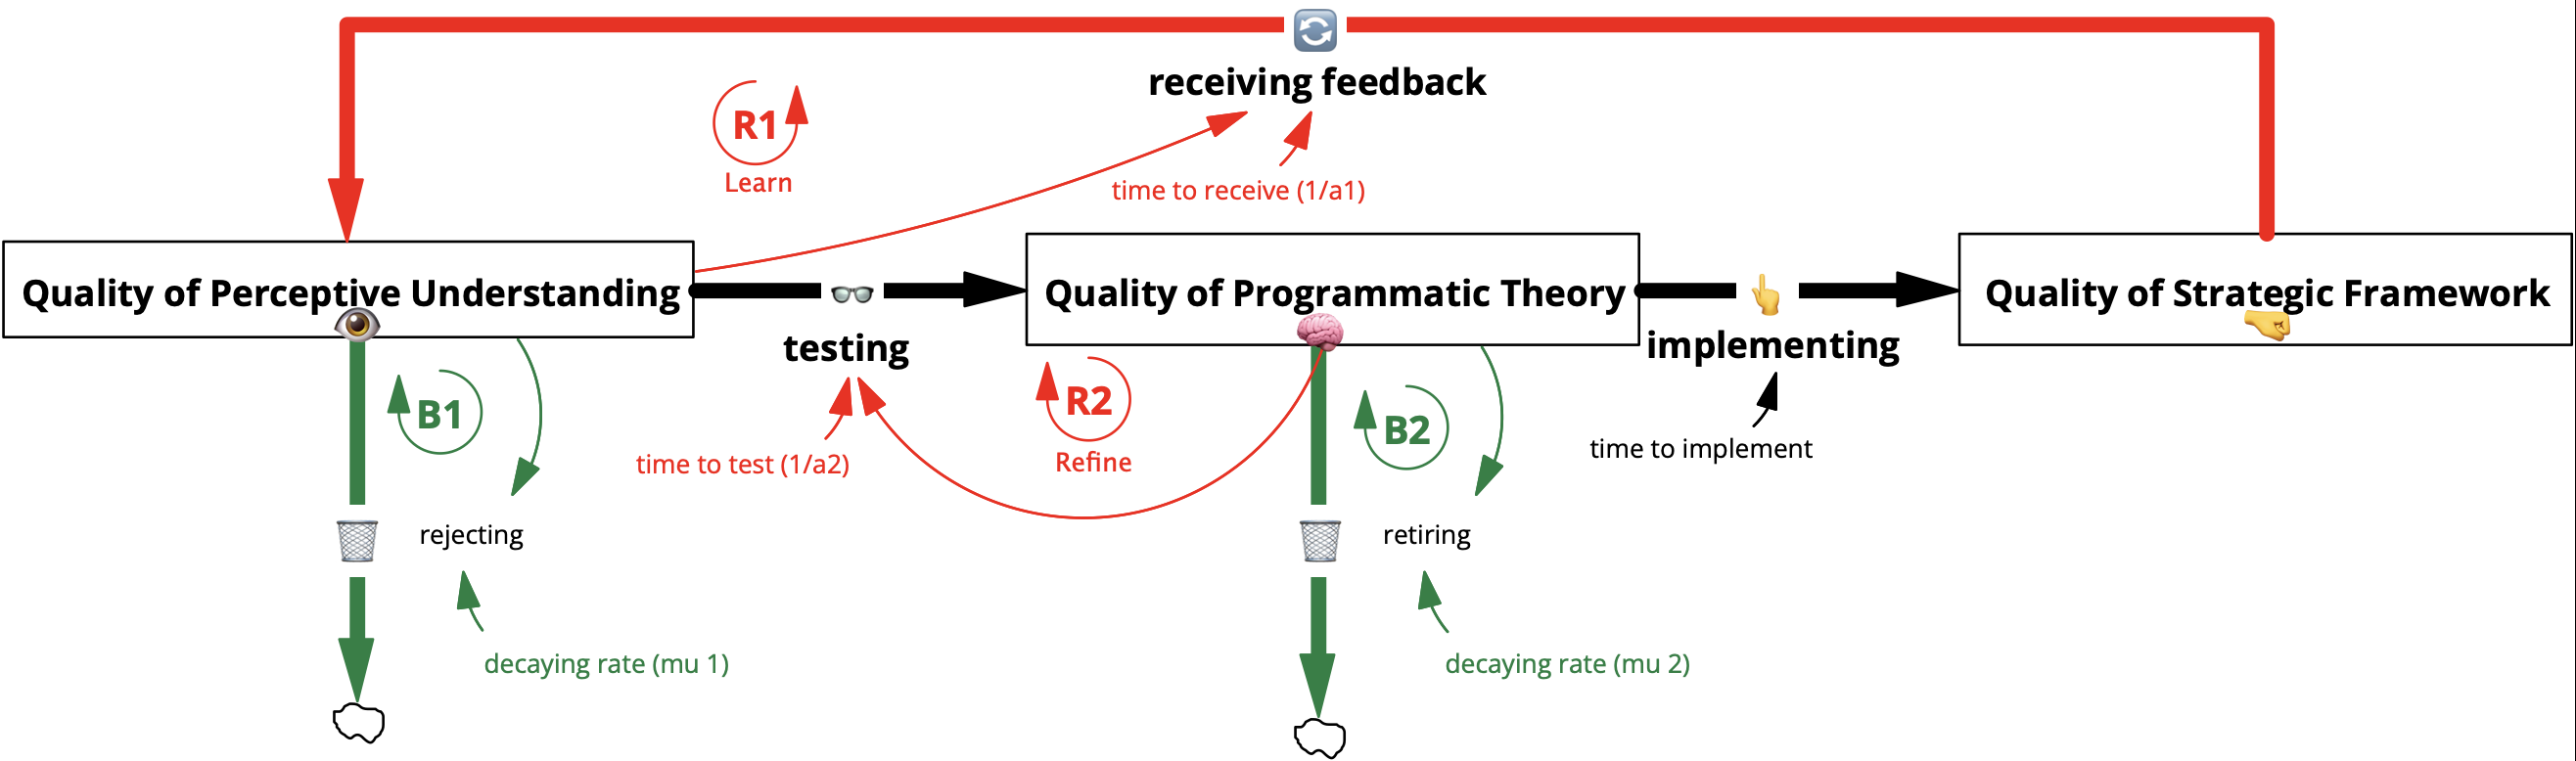 receiving feedback
R1
Learn
time to receive (1/a1)
Quality of Perceptive Understanding
Quality of Programmatic Theory
Quality of Strategic Framework
testing
implementing
B1
R2
Refine
B2
time to test (1/a2)
time to implement
rejecting
retiring
decaying rate (mu 1)
decaying rate (mu 2)